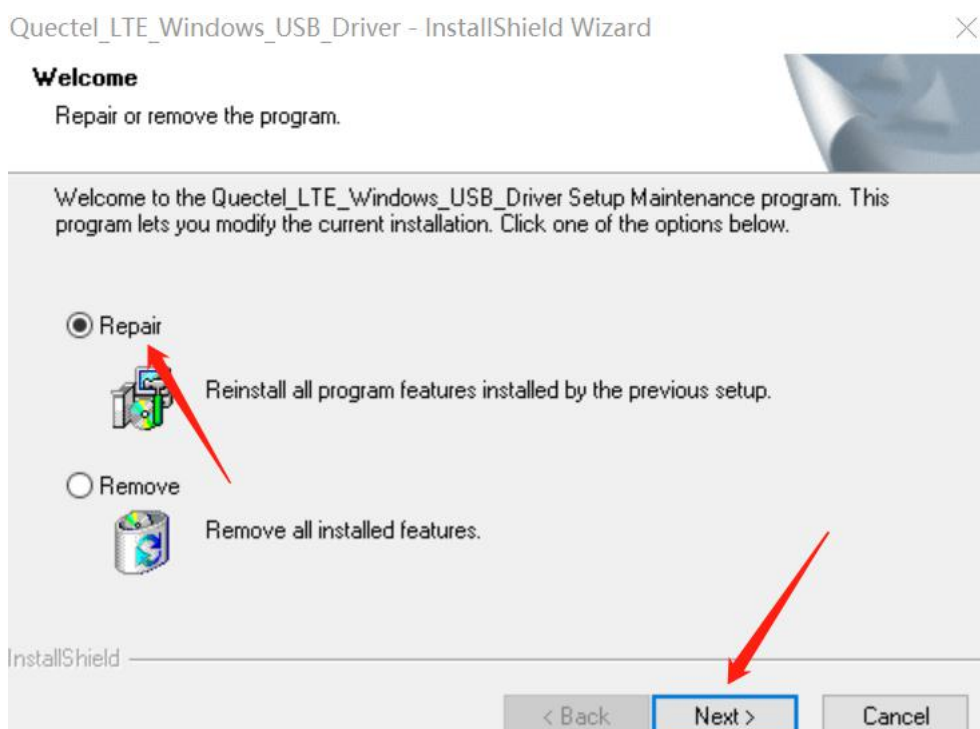 Quectel_LTE_Windows_USB_Driver - InstallShield Wizard
Welcome
Repair or remove the program.
Welcome to the Quectel_LTE_Windows_USB_Driver Setup Maintenance program. This
program lets you modify the current installation. Click one of the options below.
Repair
Reinstall all program features installed by the previous setup.
Remove
Remove all installed features.
InstallShield
< Back
Next >
Cancel